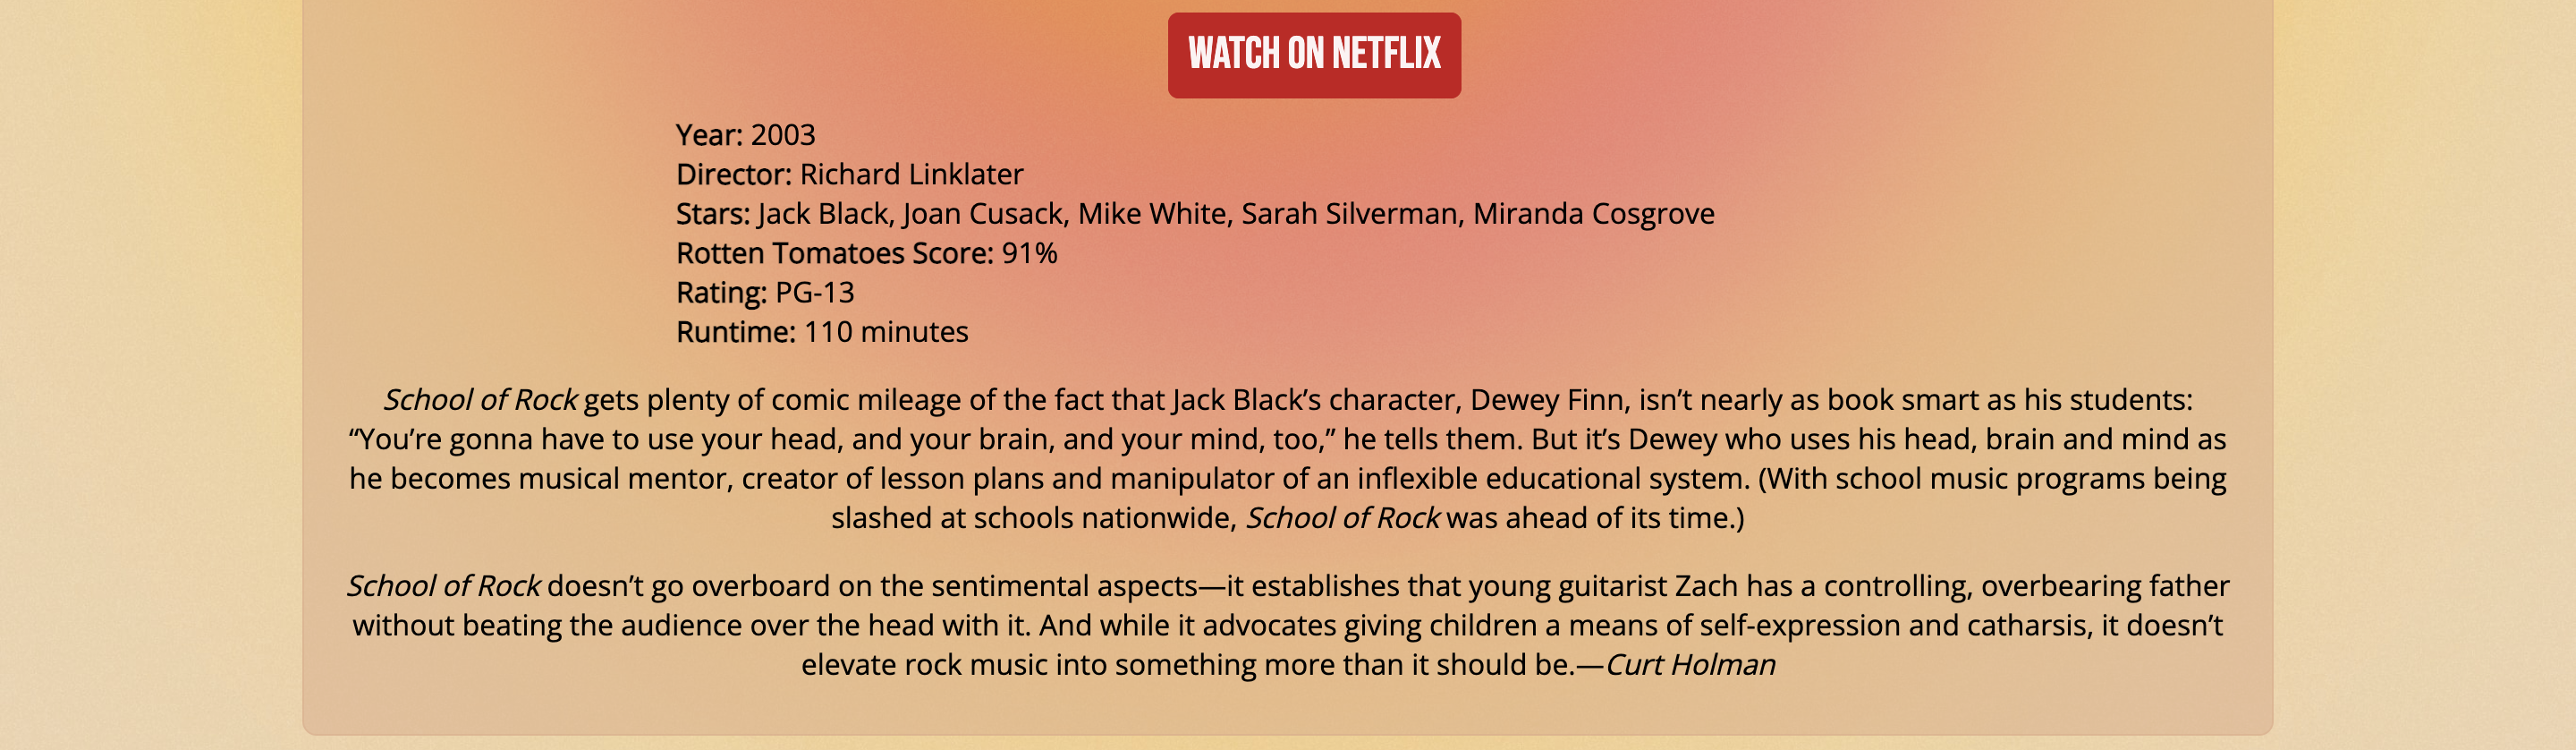 WATCH ON NETFLIX
Year: 2003
Director: Richard Linklater
Stars: Jack Black, Joan Cusack, Mike White, Sarah Silverman, Miranda Cosgrove
Rotten Tomatoes Score: 91%
Rating: PG-13
Runtime: 110 minutes
School of Rock gets plenty of comic mileage of the fact that Jack Black’s character, Dewey Finn, isn’t nearly as book smart as his students:
“You’re gonna have to use your head, and your brain, and your mind, too,” he tells them. But it’s Dewey who uses his head, brain and mind as
he becomes musical mentor, creator of lesson plans and manipulator of an inflexible educational system. (With school music programs being
slashed at schools nationwide, School of Rock was ahead of its time.)
School of Rock doesn’t go overboard on the sentimental aspects—it establishes that young guitarist Zach has a controlling, overbearing father
without beating the audience over the head with it. And while it advocates giving children a means of self-expression and catharsis, it doesn’t
elevate rock music into something more than it should be.—Curt Holman